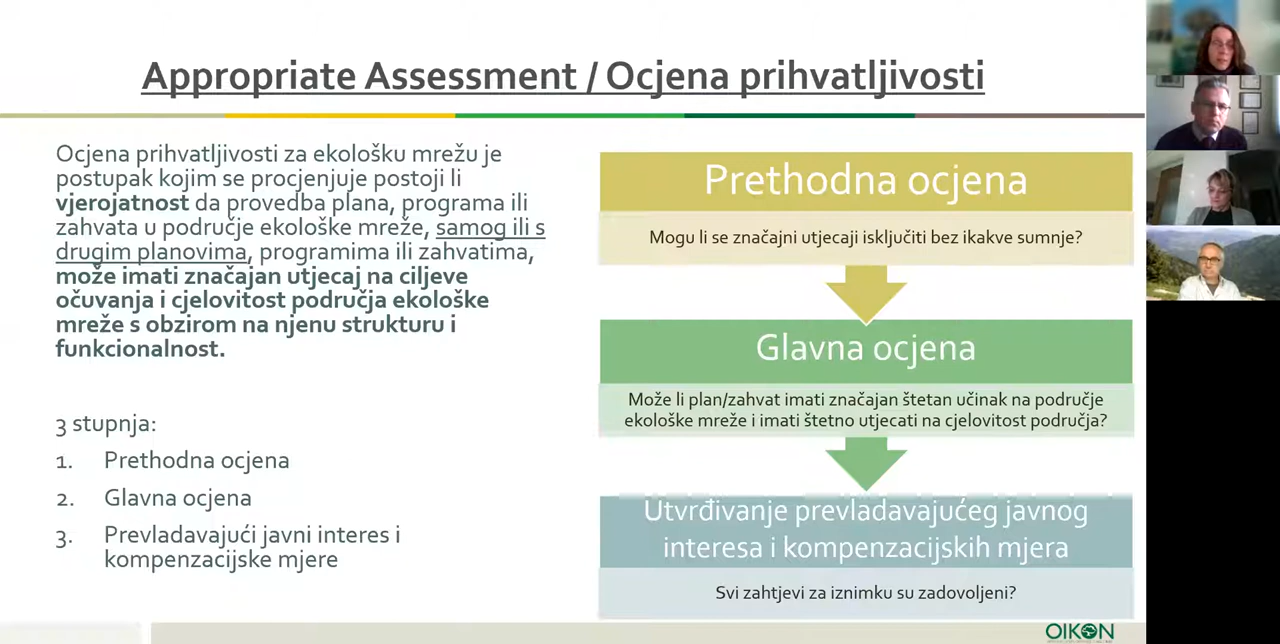 Appropriate Assessment / Ocjena prihvatljivosti
Ocjena prihvatljivosti za ekološku mrežu je
postupak kojim se procjenjuje postoji li
vjerojatnost da provedba plana, programa ili
zahvata u područje ekološke mreže, samog ili s
drugim planovima, programima ili zahvatima,
može imati značajan utjecaj na ciljeve
očuvanja i cjelovitost područja ekološke
mreže s obzirom na njenu strukturu i
funkcionalnost.
3 stupnja:
1. Prethodna ocjena
2. Glavna ocjena
3. Prevladavajući javni interes i
kompenzacijske mjere
Prethodna ocjena
Mogu li se značajni utjecaji isključiti bez ikakve sumnje?
Glavna ocjena
Može li plan/zahvat imati značajan štetan učinak na područje
ekološke mreže i imati štetno utjecati na cjelovitost područja?
Utvrđivanje prevladavajućeg javnog
interesa i kompenzacijskih mjera
Svi zahtjevi za iznimku su zadovoljeni?
OIKON